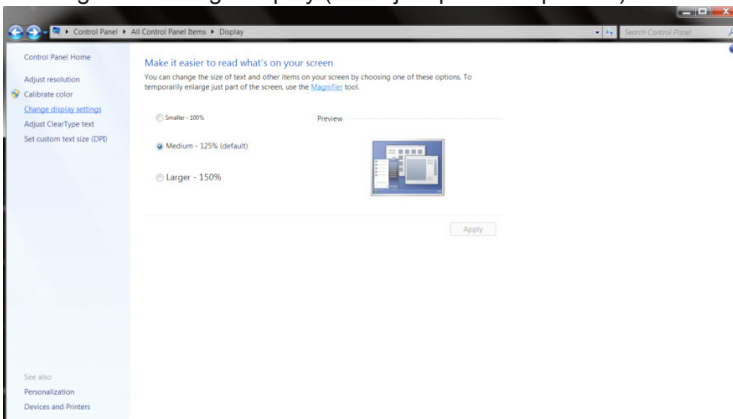 Control Panel ▸ All Control Panel Items ▸ Display
Search Control Panel
Control Panel Home
Adjust resolution
Calibrate color
Change display settings
Adjust ClearType text
Set custom text size (DPI)
Make it easier to read what's on your screen
You can change the size of text and other items on your screen by choosing one of these options. To
temporarily enlarge just part of the screen, use the Magnifier tool.
Smaller - 100%
Preview
Medium - 125% (default)
Larger - 150%
Apply
See also
Personalization
Devices and Printers